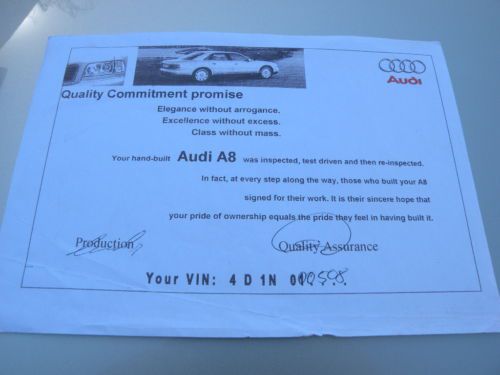 Audi
Quality Commitment promise
Elegance without arrogance.
Excellence without excess.
Class without mass.
Your hand-built Audi A8 was inspected, test driven and then re-inspected.
In fact, at every step along the way, those who built your A8
signed for their work. It is their sincere hope that
your pride of ownership equals the pride they feel in having built it.
Production Quality Assurance
Your VIN: 4 D 1N